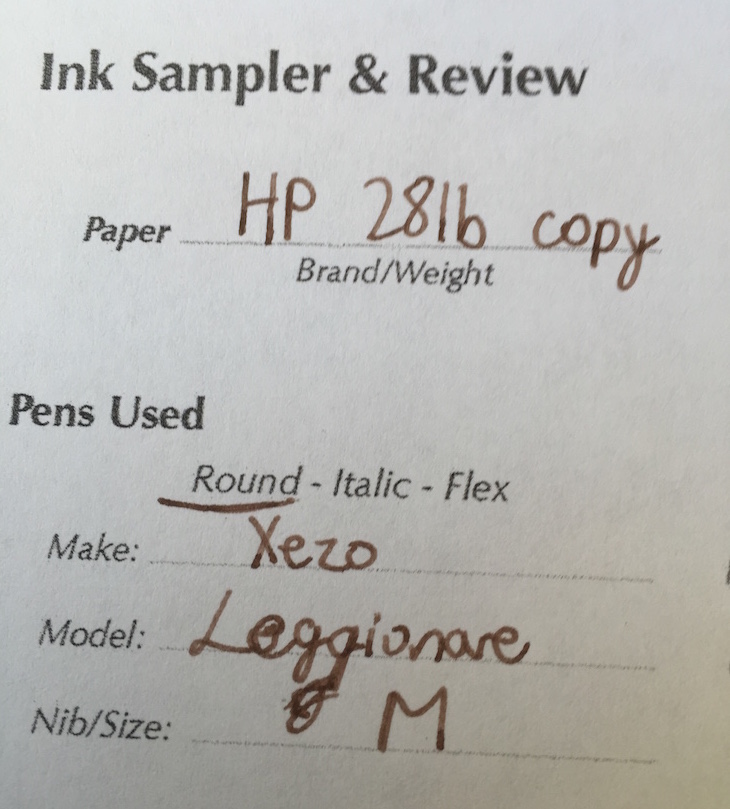 Ink Sampler & Review
Paper HP 28lb copy
Brand/Weight
Pens Used
Round - Italic - Flex
Make: Xezo
Model: Leggionare
Nib/Size: M